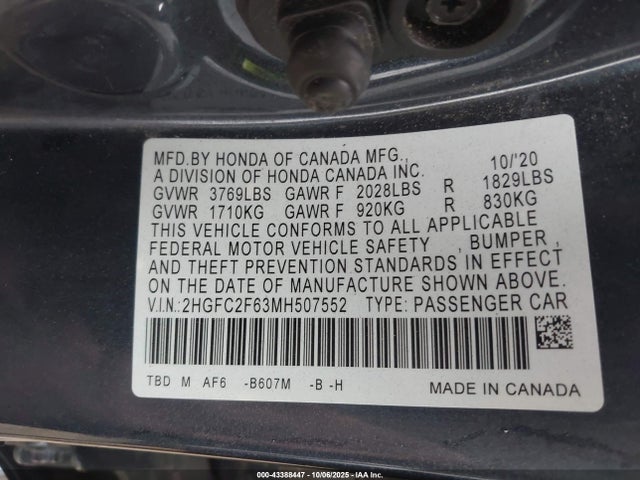 MFD.BY HONDA OF CANADA MFG., 10/'20
A DIVISION OF HONDA CANADA INC.
GVWR 3769LBS GAWR F 2028LBS R 1829LBS
GVWR 1710KG GAWR F 920KG R 830KG
THIS VEHICLE CONFORMS TO ALL APPLICABLE
FEDERAL MOTOR VEHICLE SAFETY , BUMPER ,
AND THEFT PREVENTION STANDARDS IN EFFECT
ON THE DATE OF MANUFACTURE SHOWN ABOVE.
V.I.N.:2HGFC2F63MH507552 TYPE: PASSENGER CAR
TBD M AF6 -B607M -B -H
MADE IN CANADA
000-43388447 | 10/06/2025 | IAA Inc.